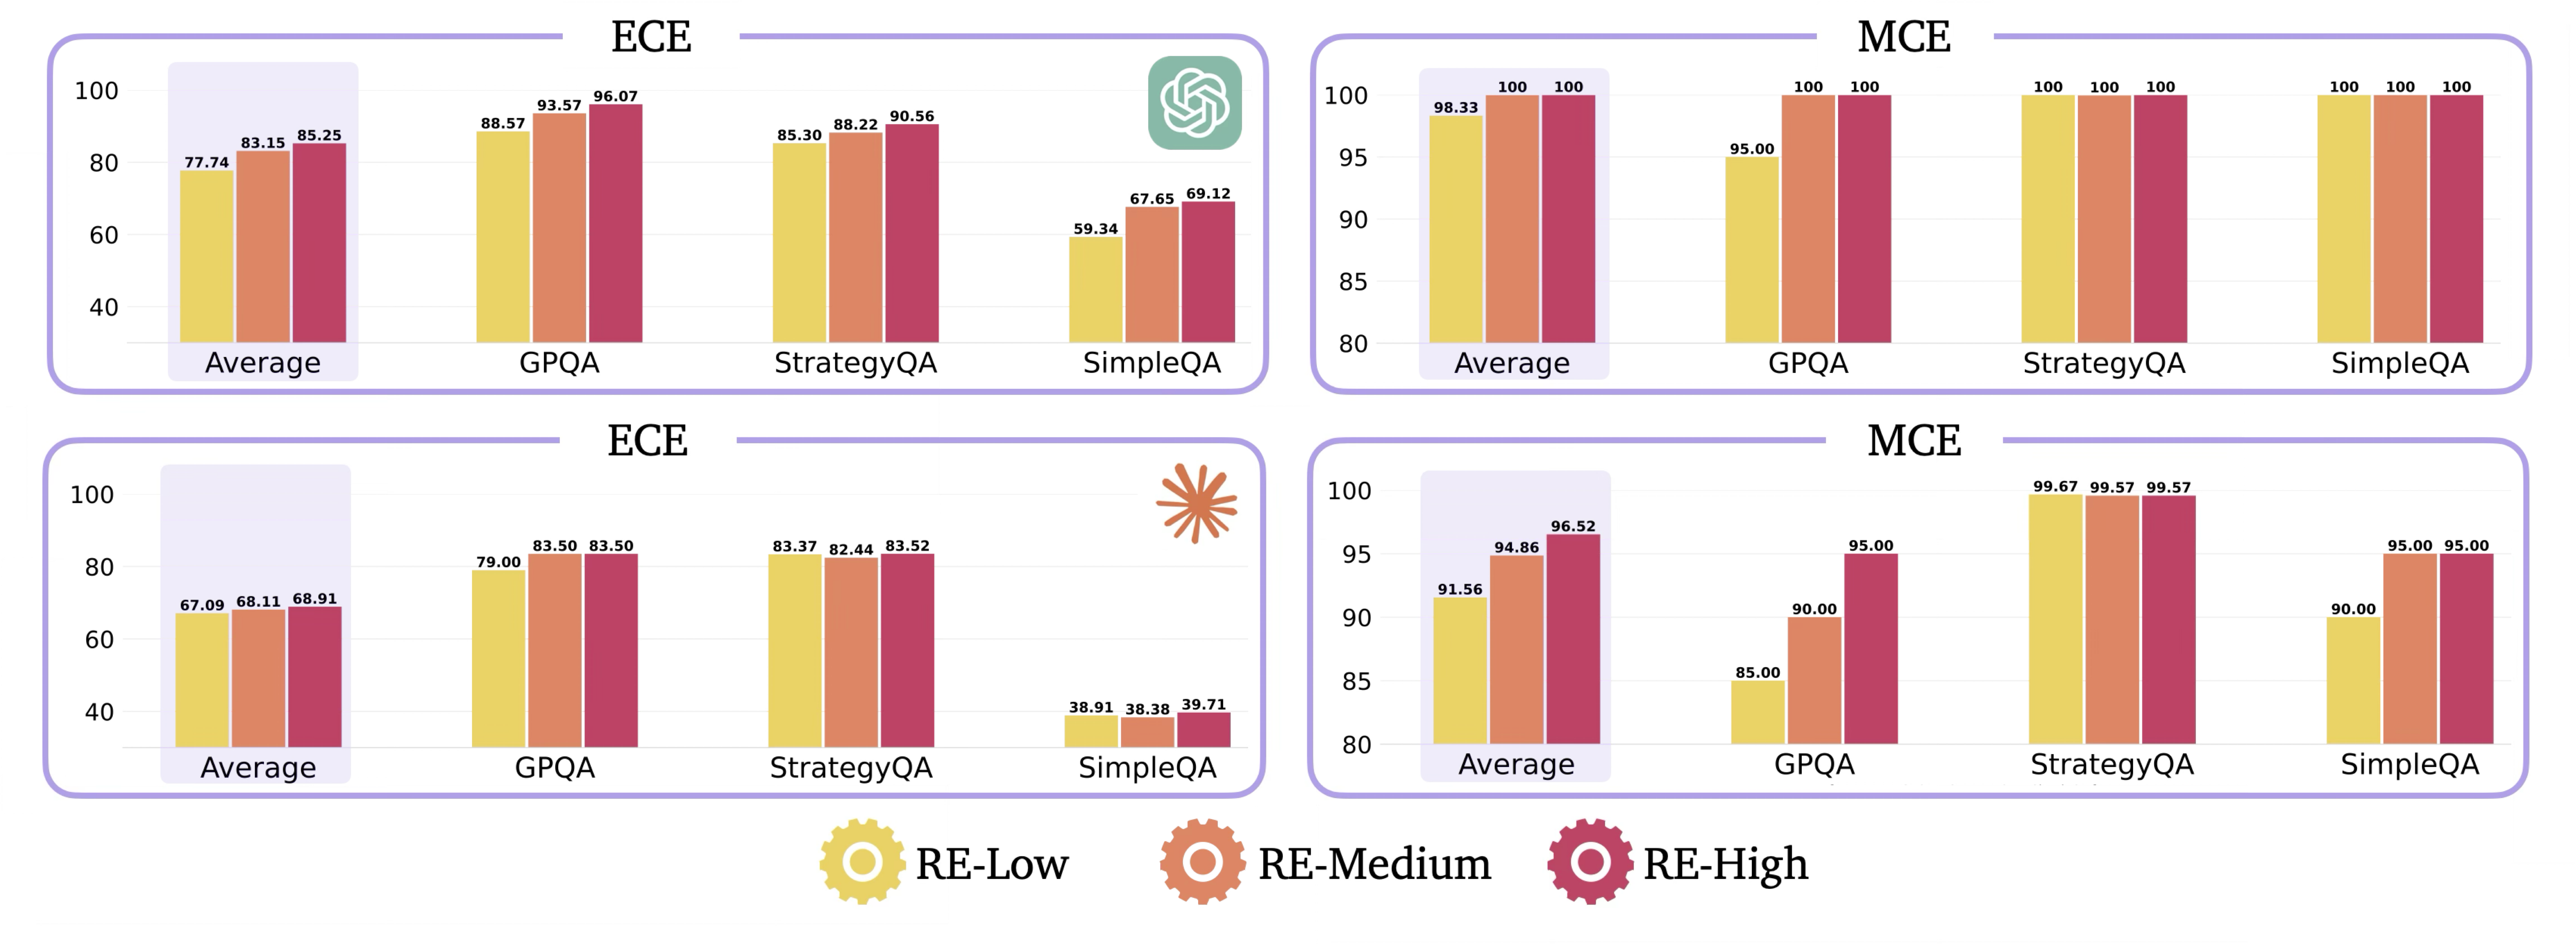 ECE
100
80
60
40
77.74 83.15 85.25
88.57 93.57 96.07
85.30 88.22 90.56
59.34 67.65 69.12
Average GPQA StrategyQA SimpleQA
MCE
100
95
90
85
80
98.33 100 100
95.00 100 100
100 100 100
100 100 100
Average GPQA StrategyQA SimpleQA
ECE
100
80
60
40
67.09 68.11 68.91
79.00 83.50 83.50
83.37 82.44 83.52
38.91 38.38 39.71
Average GPQA StrategyQA SimpleQA
MCE
100
95
90
85
80
91.56 94.86 96.52
85.00 90.00 95.00
99.67 99.57 99.57
90.00 95.00 95.00
Average GPQA StrategyQA SimpleQA
RE-Low RE-Medium RE-High